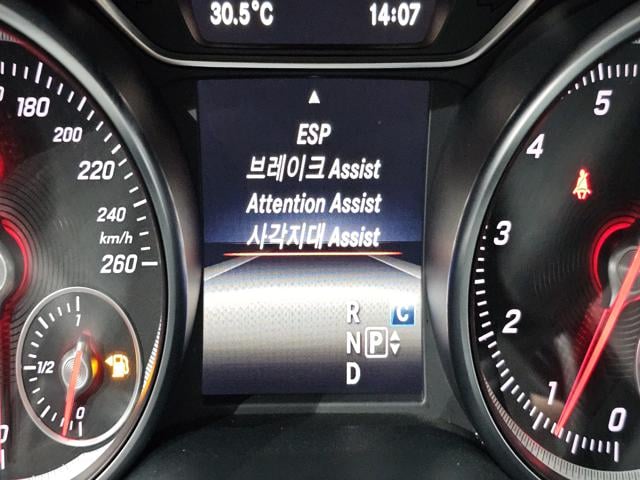 30.5°C 14:07
180
200
220
240
km/h
260
1
1/2
0
0
ESP
브레이크 Assist
Attention Assist
사각지대 Assist
R C
N P
D
5
4
3
2
1
0